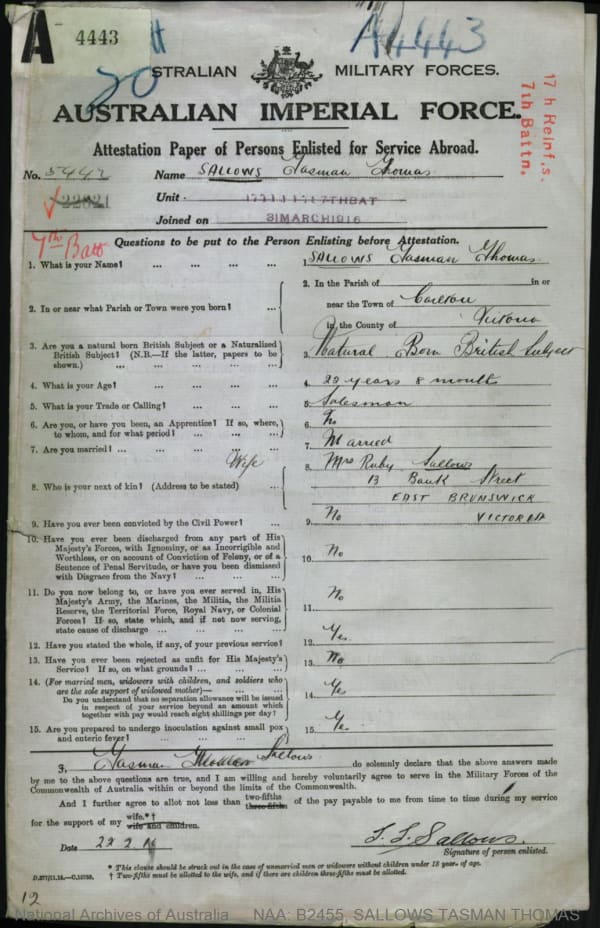 A 4443
A4443
20
STRALIAN MILITARY FORCES.
AUSTRALIAN IMPERIAL FORCE.
17 h Reinf,s.
7th Battn.
Attestation Paper of Persons Enlisted for Service Abroad.
No. Name SALLOWS Tasman Thomas
22821 Unit 7THBAT
Joined on 31MARCH1916
7th Batt
Questions to be put to the Person Enlisting before Attestation.
1. What is your Name? ... ... ... ... 1. SALLOWS Tasman Thomas
2. In or near what Parish or Town were you born? ...
2. In the Parish of in or
near the Town of Carlton
in the County of Victoria
3. Are you a natural born British Subject or a Naturalized
British Subject? (N.B.—If the latter, papers to be
shown.) ... ... ... ... ...
3. Natural Born British Subject
4. What is your Age? ... ... ... ... 4. 22 years 8 months
5. What is your Trade or Calling? ... ... ... 5. Salesman
6. Are you, or have you been, an Apprentice? If so, where,
to whom, and for what period? ... ... ...
6. No
7. Are you married? ... ... ... ... 7. Married
Wife
8. Who is your next of kin? (Address to be stated) ...
8. Mrs Ruby Sallows
13 Bank Street
EAST BRUNSWICK
VICTORIA
9. Have you ever been convicted by the Civil Power? ... 9. No
10. Have you ever been discharged from any part of His
Majesty's Forces, with Ignominy, or as Incorrigible and
Worthless, or on account of Conviction of Felony, or of a
Sentence of Penal Servitude, or have you been dismissed
with Disgrace from the Navy? ... ... ...
10. No
11. Do you now belong to, or have you ever served in, His
Majesty's Army, the Marines, the Militia, the Militia
Reserve, the Territorial Force, Royal Navy, or Colonial
Forces? If so, state which, and if not now serving,
state cause of discharge ... ... ... ...
11. No
12. Have you stated the whole, if any, of your previous service? 12. Yes
13. Have you ever been rejected as unfit for His Majesty's
Service? If so, on what grounds? ... ... ...
13. No
14. (For married men, widowers with children, and soldiers who
are the sole support of widowed mother)—
Do you understand that no separation allowance will be issued
in respect of your service beyond an amount which
together with pay would reach eight shillings per day?
14. Yes
15. Are you prepared to undergo inoculation against small pox
and enteric fever? ... ... ... ...
15. Yes
I, Tasman Thomas Sallows do solemnly declare that the above answers made
by me to the above questions are true, and I am willing and hereby voluntarily agree to serve in the Military Forces of the
Commonwealth of Australia within or beyond the limits of the Commonwealth.
And I further agree to allot not less than two-fifths three-fifths of the pay payable to me from time to time during my service
for the support of my wife.*†
wife and children.
Date 22 2 16 T. T. Sallows.
Signature of person enlisted.
* This clause should be struck out in the case of unmarried men or widowers without children under 18 years of age.
† Two-fifths must be allotted to the wife, and if there are children three-fifths must be allotted.
12
National Archives of Australia NAA: B2455, SALLOWS TASMAN THOMAS